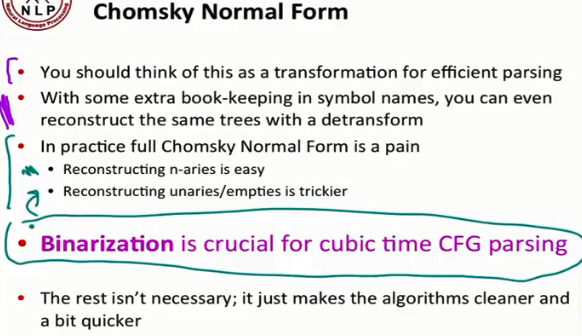 NLP
Chomsky Normal Form
• You should think of this as a transformation for efficient parsing
• With some extra book-keeping in symbol names, you can even
reconstruct the same trees with a detransform
• In practice full Chomsky Normal Form is a pain
• Reconstructing n-aries is easy
• Reconstructing unaries/empties is trickier
• Binarization is crucial for cubic time CFG parsing
• The rest isn't necessary; it just makes the algorithms cleaner and
a bit quicker